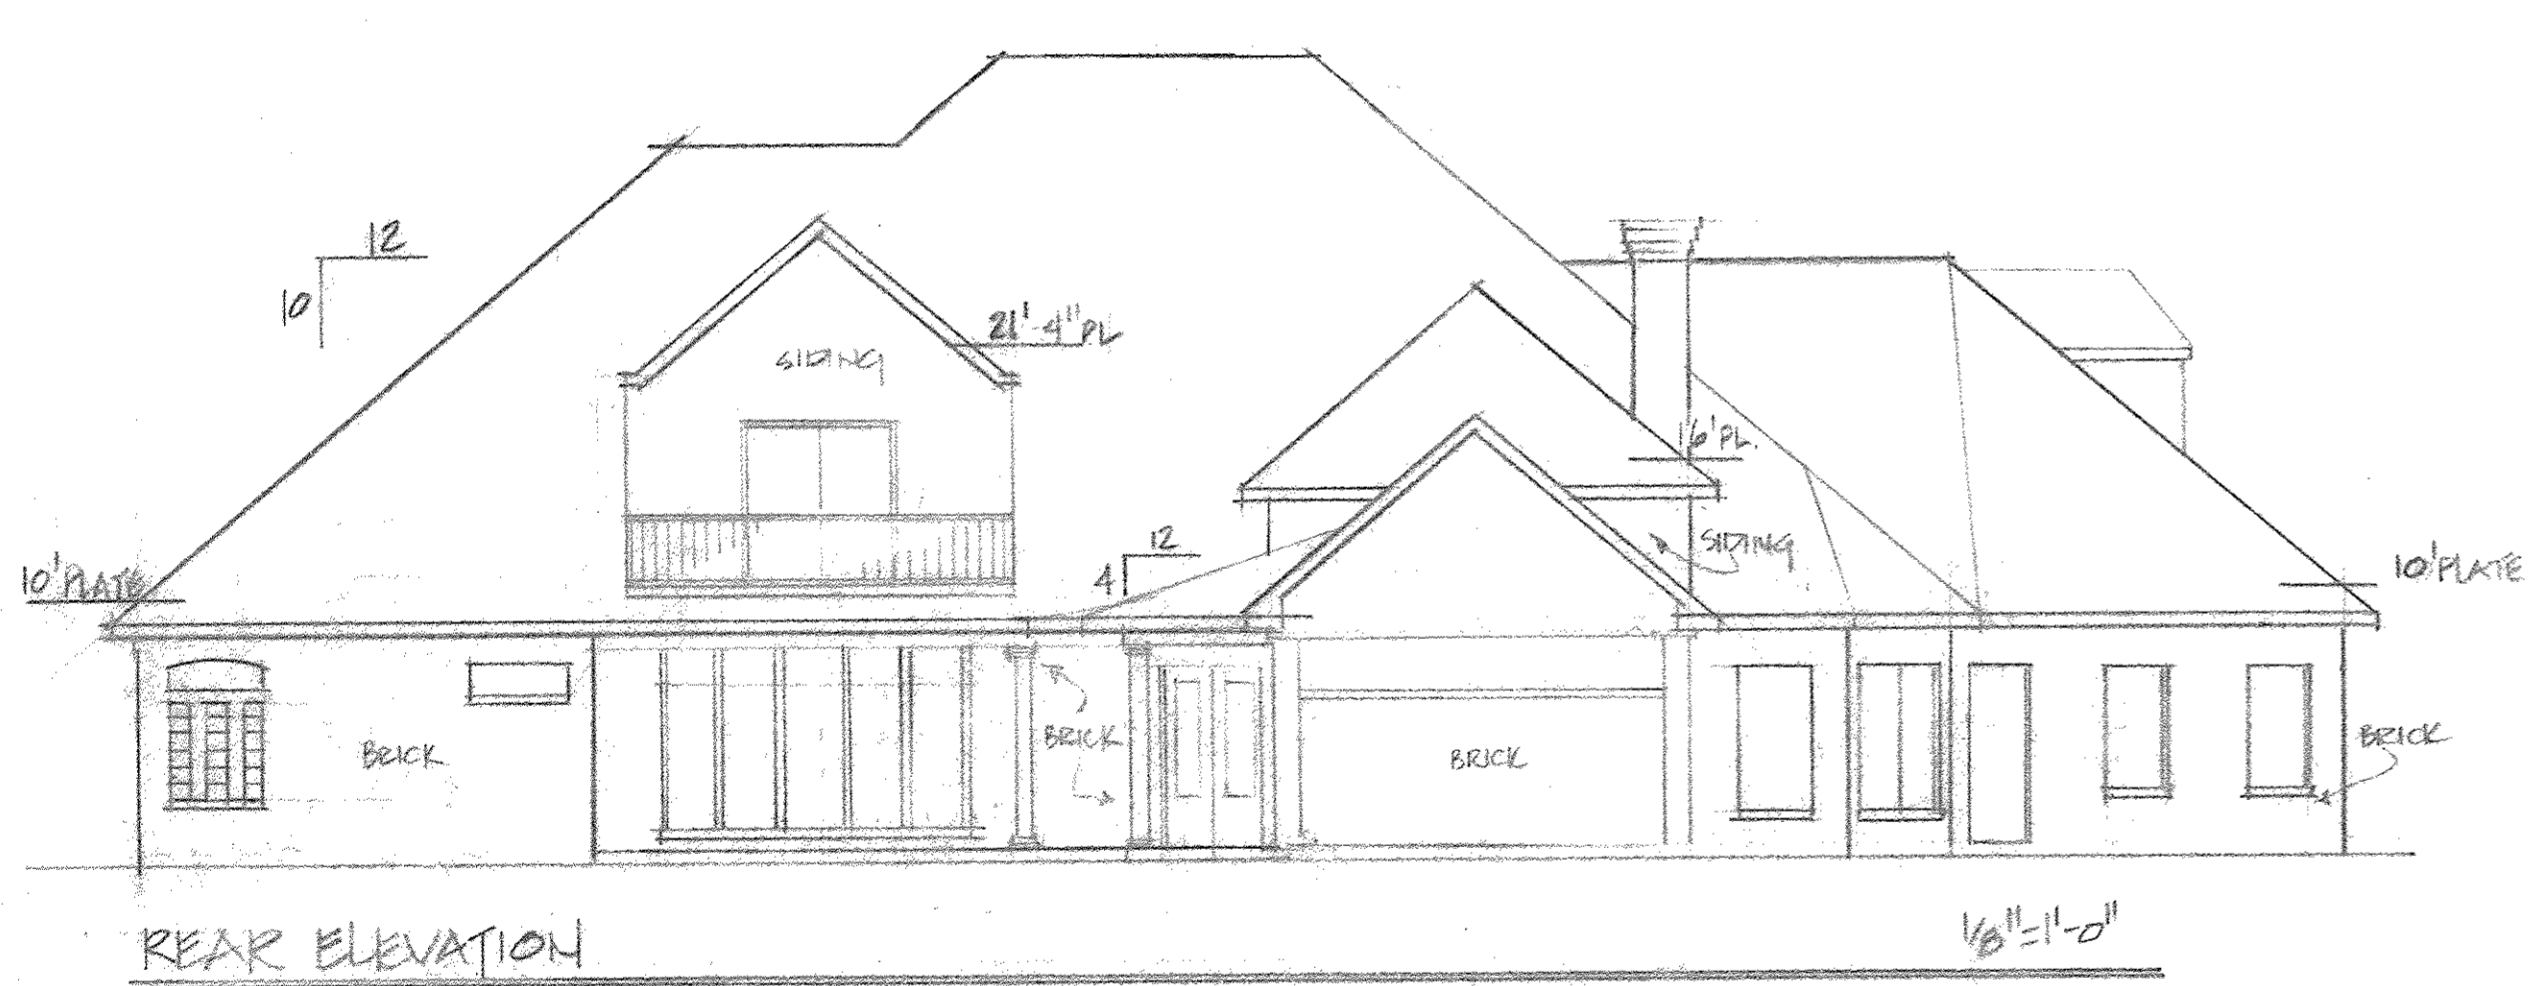 12
10
21'-4" PL
SIDING
6' PL.
12
4
SIDING
10' PLATE
10' PLATE
BRICK
BRICK
BRICK
BRICK
REAR ELEVATION
1/8"=1'-0"